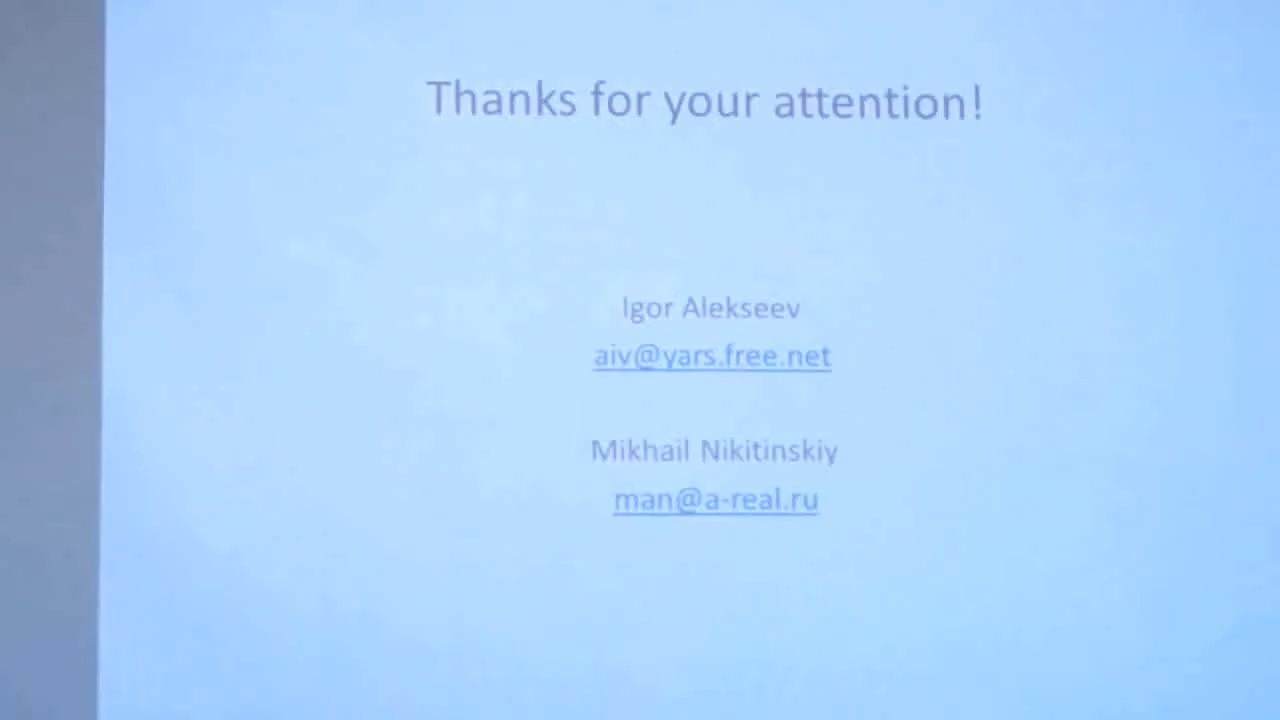 Thanks for your attention!
Igor Alekseev
aiv@yars.free.net
Mikhail Nikitinskiy
man@a-real.ru